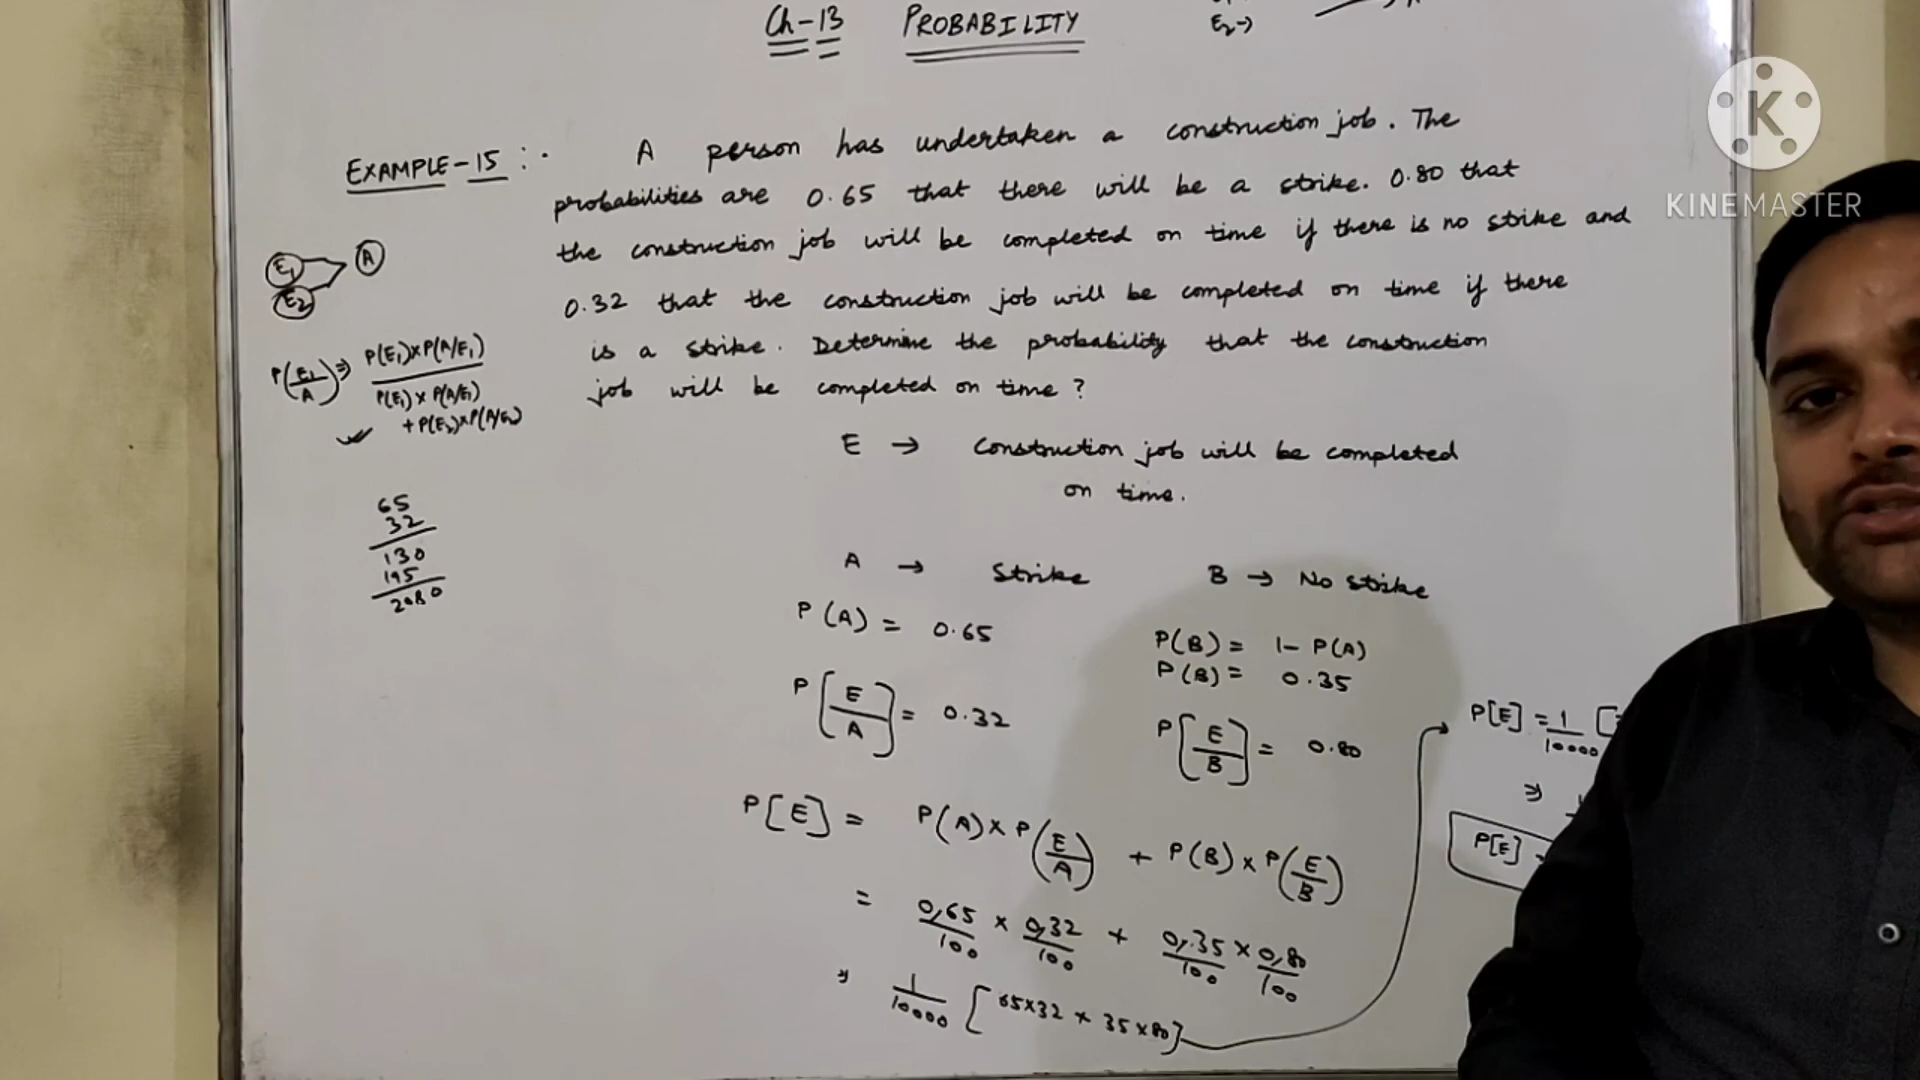 Ch-13 PROBABILITY
E2→
KINEMASTER
EXAMPLE-15 :· A person has undertaken a construction job. The
probabilities are 0.65 that there will be a strike. 0.80 that
the construction job will be completed on time if there is no strike and
0.32 that the construction job will be completed on time if there
is a strike. Determine the probability that the construction
job will be completed on time?
E1 A
E2
P(E1/A) ⇒ P(E1)×P(A/E1)
P(E1)×P(A/E1)
+P(E2)×P(A/E2)
E → Construction job will be completed
on time.
65
32
130
195
2080
A → Strike B → No strike
P(A) = 0.65
P(B) = 1- P(A)
P(B) = 0.35
P[E/A] = 0.32
P[E/B] = 0.80
P[E] = P(A)×P(E/A) + P(B)×P(E/B)
= 0,65/100 × 0,32/100 + 0,.35/100 × 0,80/100
⇒ 1/10000 [65×32 × 35×80]
P[E] = 1/10000 [
⇒
P[E]